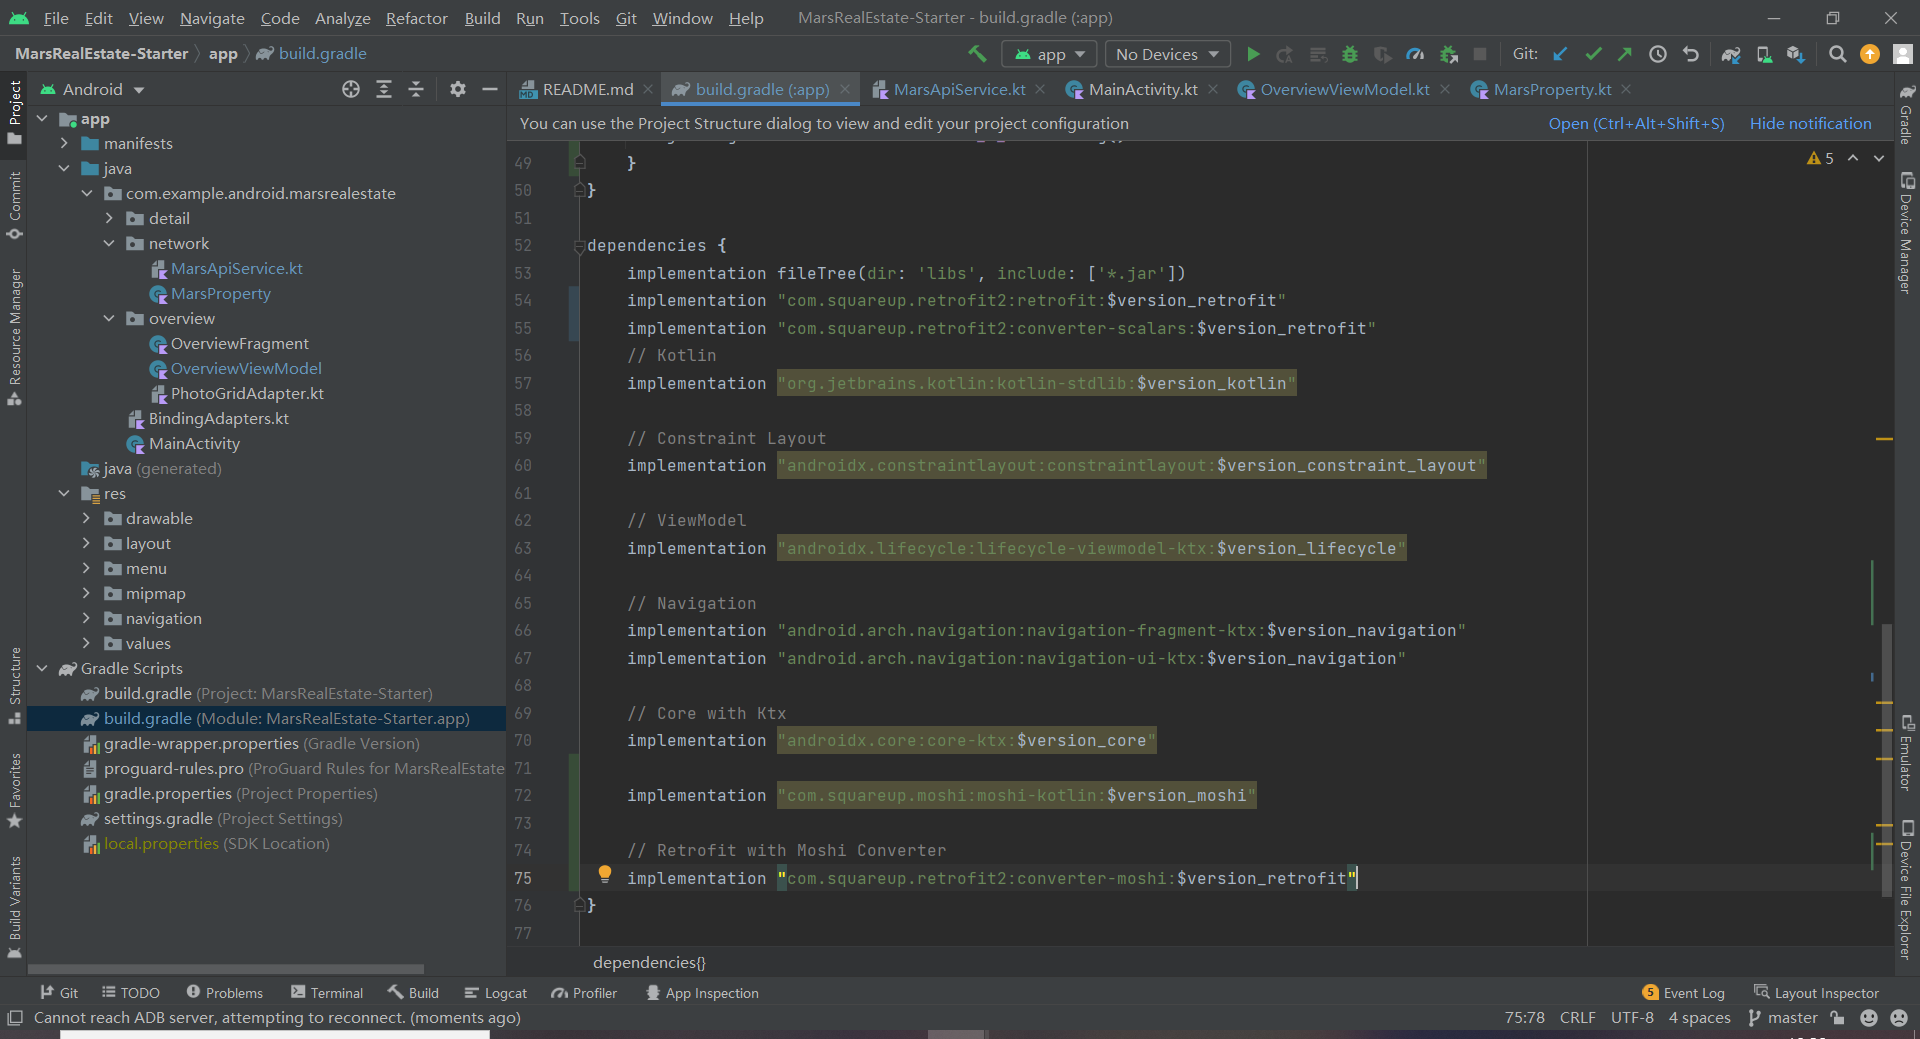 File Edit View Navigate Code Analyze Refactor Build Run Tools Git Window Help MarsRealEstate-Starter - build.gradle (:app)
MarsRealEstate-Starter app build.gradle
app No Devices Git:
Android
README.md build.gradle (:app) MarsApiService.kt MainActivity.kt OverviewViewModel.kt MarsProperty.kt
You can use the Project Structure dialog to view and edit your project configuration Open (Ctrl+Alt+Shift+S) Hide notification
Project
Commit
Resource Manager
Structure
Favorites
Build Variants
app
manifests
java
com.example.android.marsrealestate
detail
network
MarsApiService.kt
MarsProperty
overview
OverviewFragment
OverviewViewModel
PhotoGridAdapter.kt
BindingAdapters.kt
MainActivity
java (generated)
res
drawable
layout
menu
mipmap
navigation
values
Gradle Scripts
build.gradle (Project: MarsRealEstate-Starter)
build.gradle (Module: MarsRealEstate-Starter.app)
gradle-wrapper.properties (Gradle Version)
proguard-rules.pro (ProGuard Rules for MarsRealEstate
gradle.properties (Project Properties)
settings.gradle (Project Settings)
local.properties (SDK Location)
5
49 }
50 }
51
52 dependencies {
53 implementation fileTree(dir: 'libs', include: ['*.jar'])
54 implementation "com.squareup.retrofit2:retrofit:$version_retrofit"
55 implementation "com.squareup.retrofit2:converter-scalars:$version_retrofit"
56 // Kotlin
57 implementation "org.jetbrains.kotlin:kotlin-stdlib:$version_kotlin"
58
59 // Constraint Layout
60 implementation "androidx.constraintlayout:constraintlayout:$version_constraint_layout"
61
62 // ViewModel
63 implementation "androidx.lifecycle:lifecycle-viewmodel-ktx:$version_lifecycle"
64
65 // Navigation
66 implementation "android.arch.navigation:navigation-fragment-ktx:$version_navigation"
67 implementation "android.arch.navigation:navigation-ui-ktx:$version_navigation"
68
69 // Core with Ktx
70 implementation "androidx.core:core-ktx:$version_core"
71
72 implementation "com.squareup.moshi:moshi-kotlin:$version_moshi"
73
74 // Retrofit with Moshi Converter
75 implementation "com.squareup.retrofit2:converter-moshi:$version_retrofit"
76 }
77
dependencies{}
Gradle
Device Manager
Emulator
Device File Explorer
Git TODO Problems Terminal Build Logcat Profiler App Inspection 5 Event Log Layout Inspector
Cannot reach ADB server, attempting to reconnect. (moments ago) 75:78 CRLF UTF-8 4 spaces master